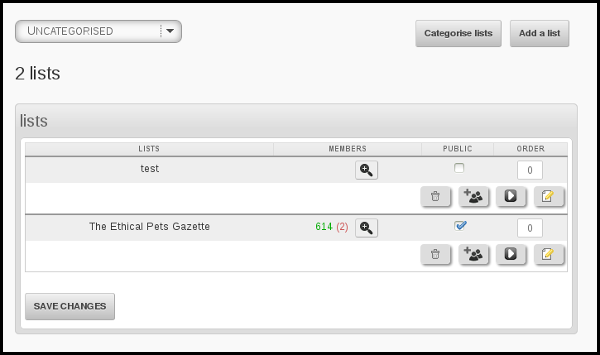 UNCATEGORISED
Categorise lists
Add a list
2 lists
lists
LISTS MEMBERS PUBLIC ORDER
test 0
The Ethical Pets Gazette 614 (2) 0
SAVE CHANGES